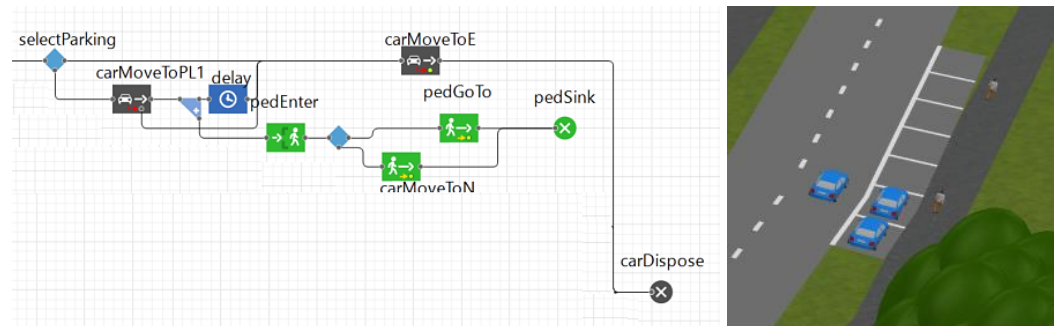 selectParking
carMoveToE
carMoveToPL1
delay
pedGoTo
pedSink
pedEnter
carMoveToN
carDispose